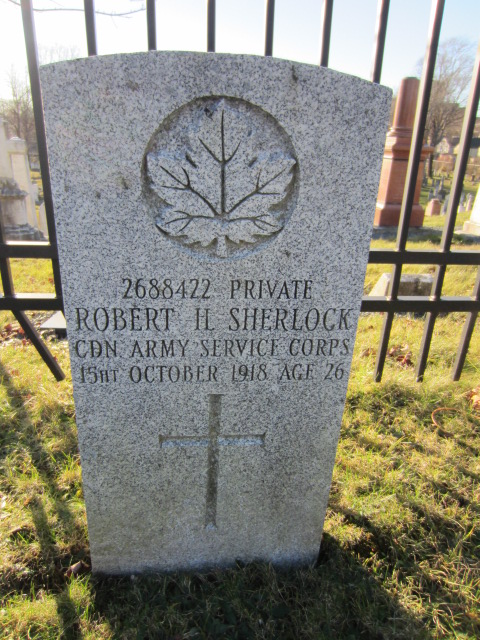 2688422 PRIVATE
ROBERT H. SHERLOCK
CDN. ARMY SERVICE CORPS
15TH OCTOBER 1918 AGE 26